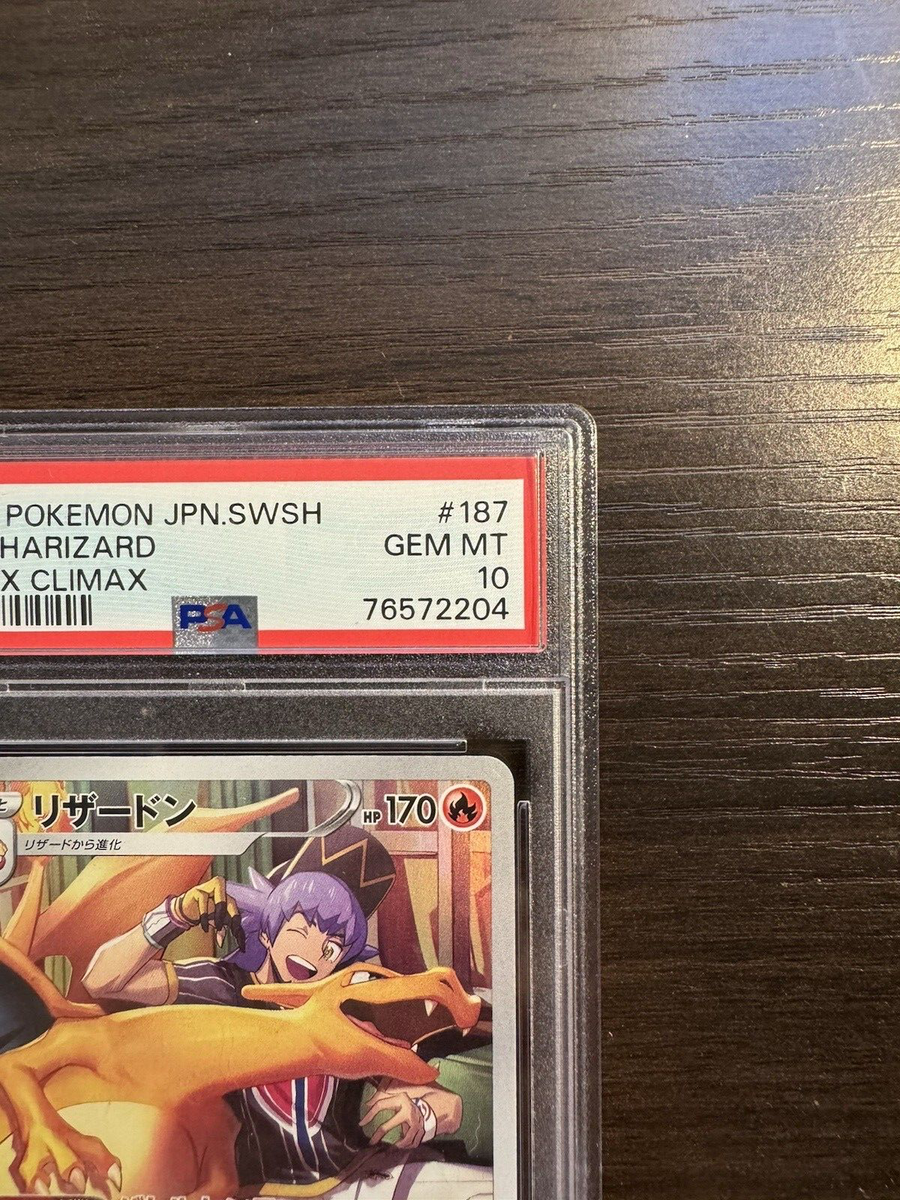 POKEMON JPN.SWSH #187
HARIZARD GEM MT
X CLIMAX 10
PSA 76572204
リザードン HP 170
リザードから進化